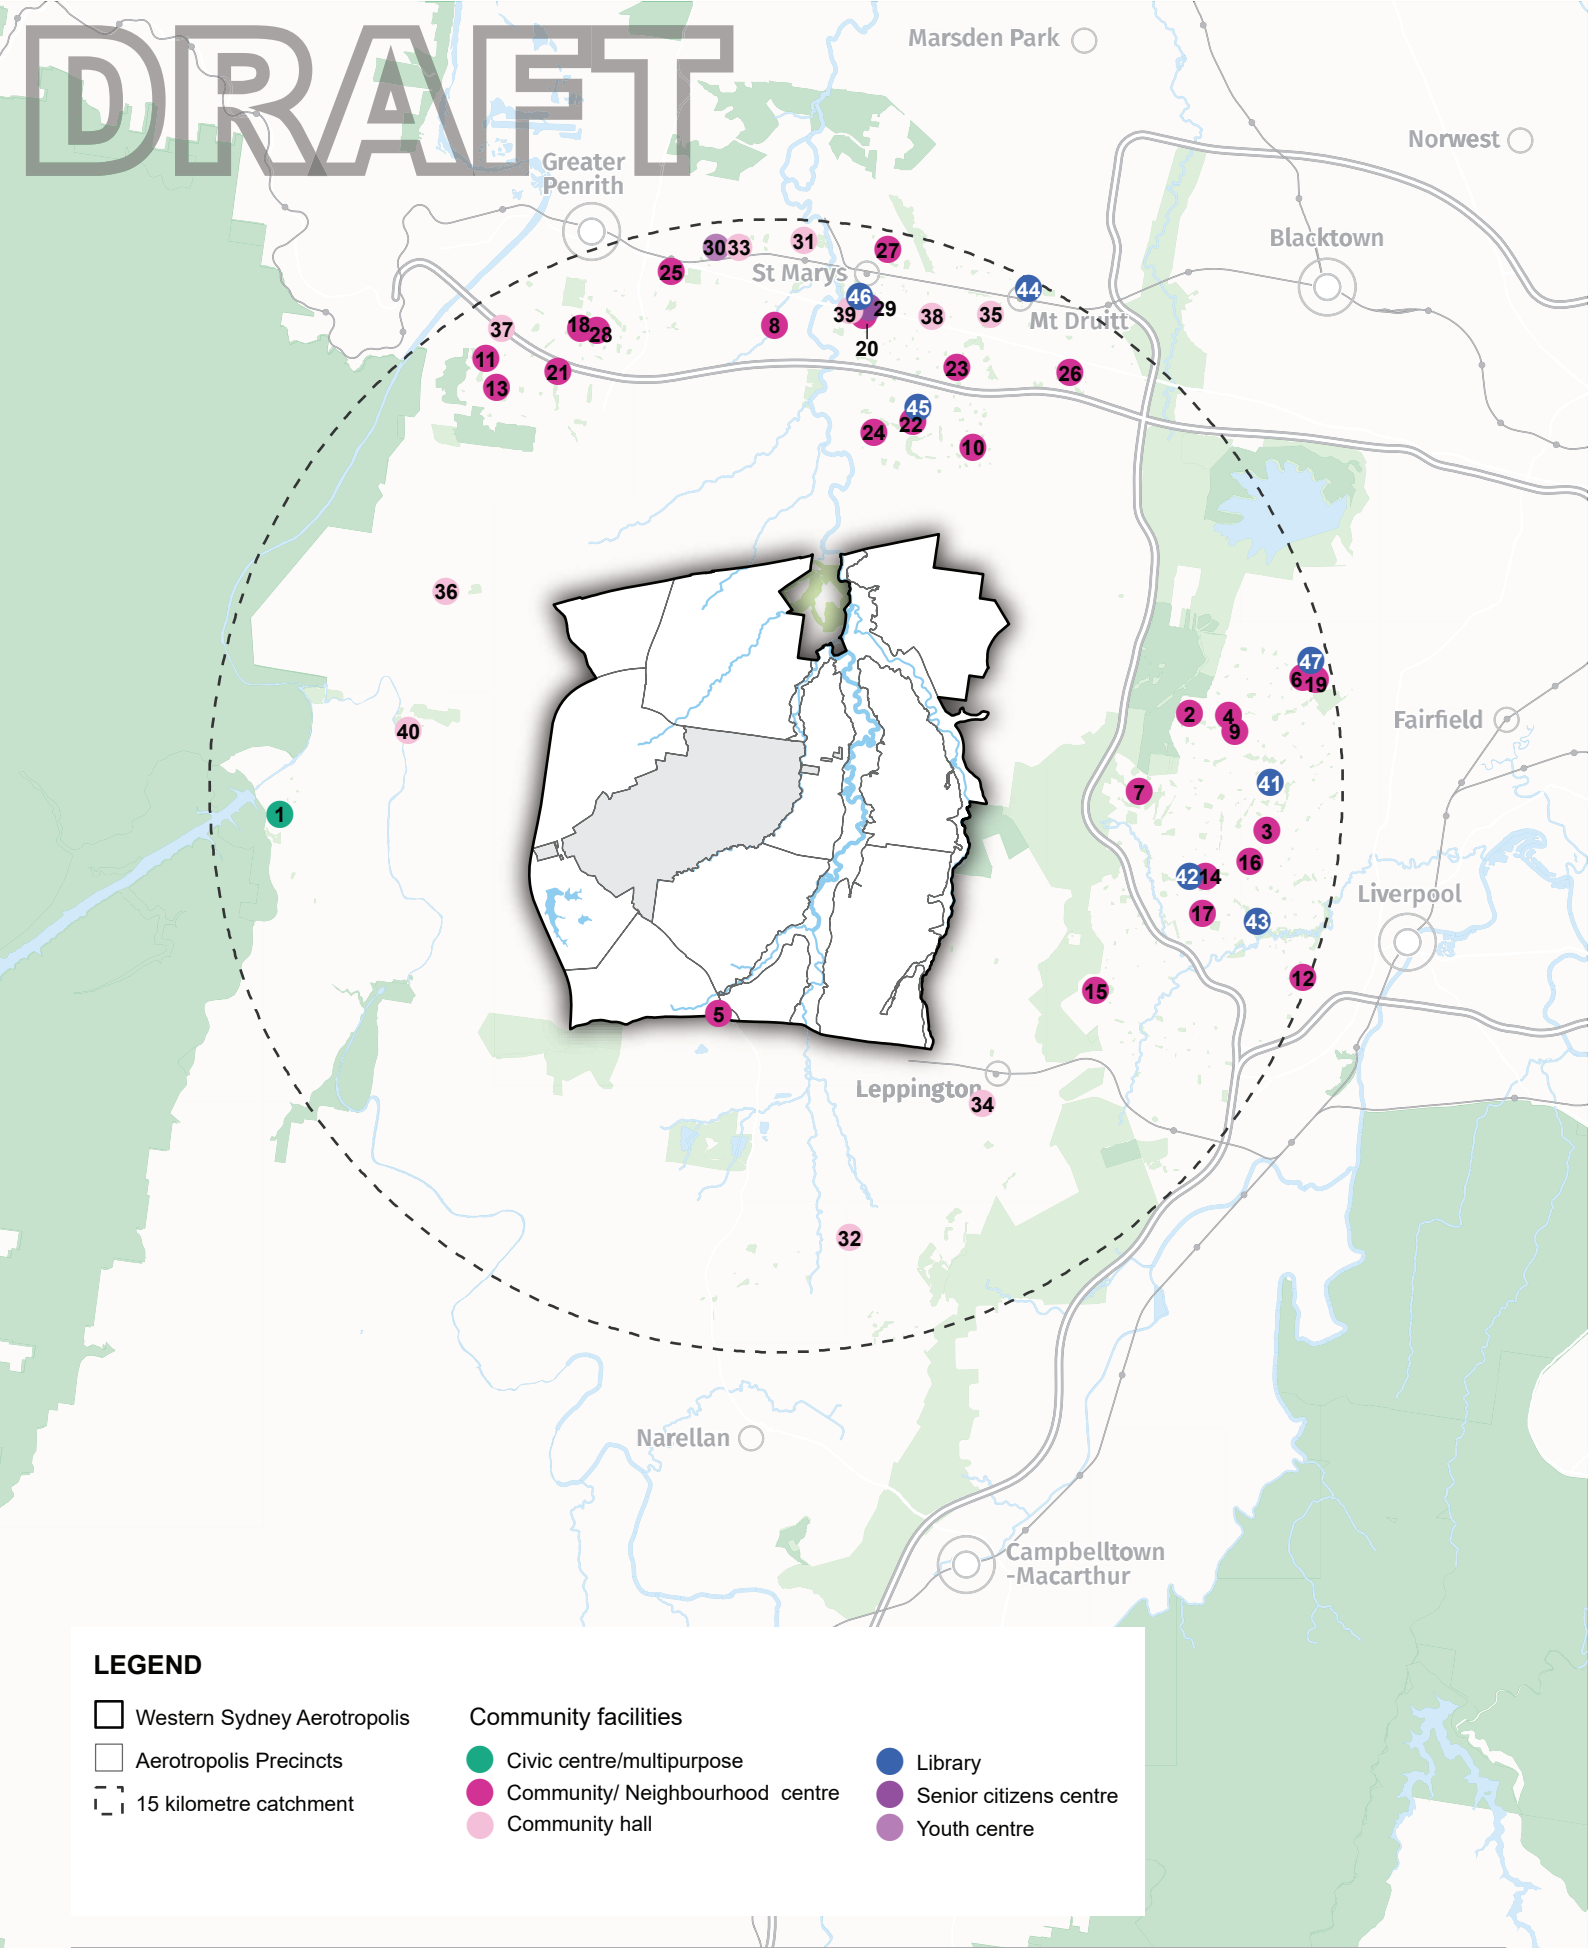 DRAFT
Marsden Park
Norwest
Greater
Penrith
Blacktown
30
33
31
27
25
St Marys
44
46
29
39
38
35
Mt Druitt
37
18
28
8
20
11
13
21
23
26
45
22
24
10
36
47
6
19
2
4
9
Fairfield
40
7
41
1
3
16
42
14
17
43
Liverpool
12
15
5
Leppington
34
32
Narellan
Campbelltown
-Macarthur
LEGEND
Western Sydney Aerotropolis
Aerotropolis Precincts
15 kilometre catchment
Community facilities
Civic centre/multipurpose
Community/ Neighbourhood centre
Community hall
Library
Senior citizens centre
Youth centre